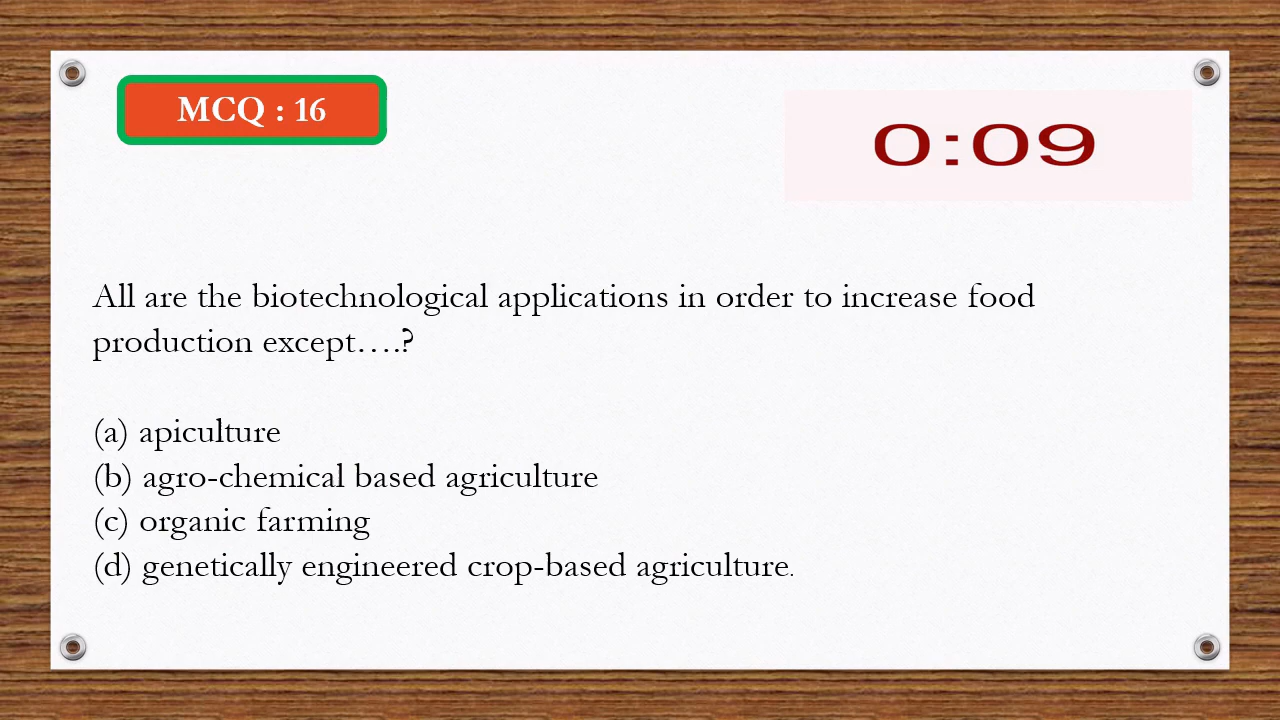 MCQ : 16
0:09
All are the biotechnological applications in order to increase food
production except….?
(a) apiculture
(b) agro-chemical based agriculture
(c) organic farming
(d) genetically engineered crop-based agriculture.